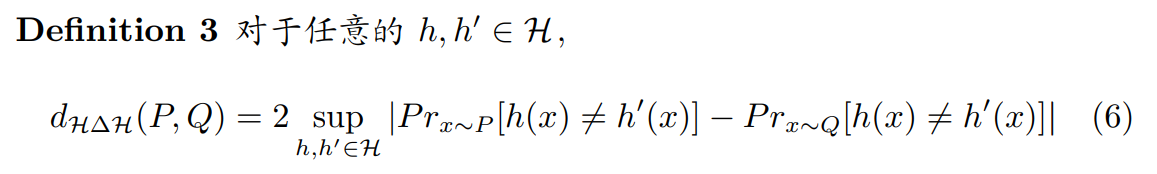 Definition 3 对于任意的 h, h′ ∈ ℋ,
d_{ℋΔℋ}(P, Q) = 2 sup_{h,h′∈ℋ} |Pr_{x∼P}[h(x) ≠ h′(x)] − Pr_{x∼Q}[h(x) ≠ h′(x)]| (6)